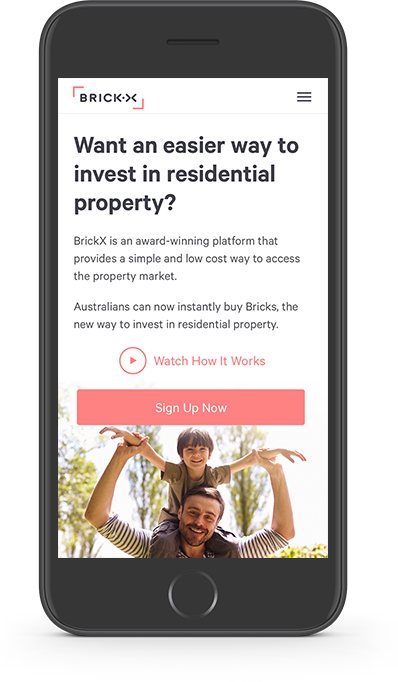 BRICK-X
Want an easier way to
invest in residential
property?
BrickX is an award-winning platform that
provides a simple and low cost way to access
the property market.
Australians can now instantly buy Bricks, the
new way to invest in residential property.
Watch How It Works
Sign Up Now